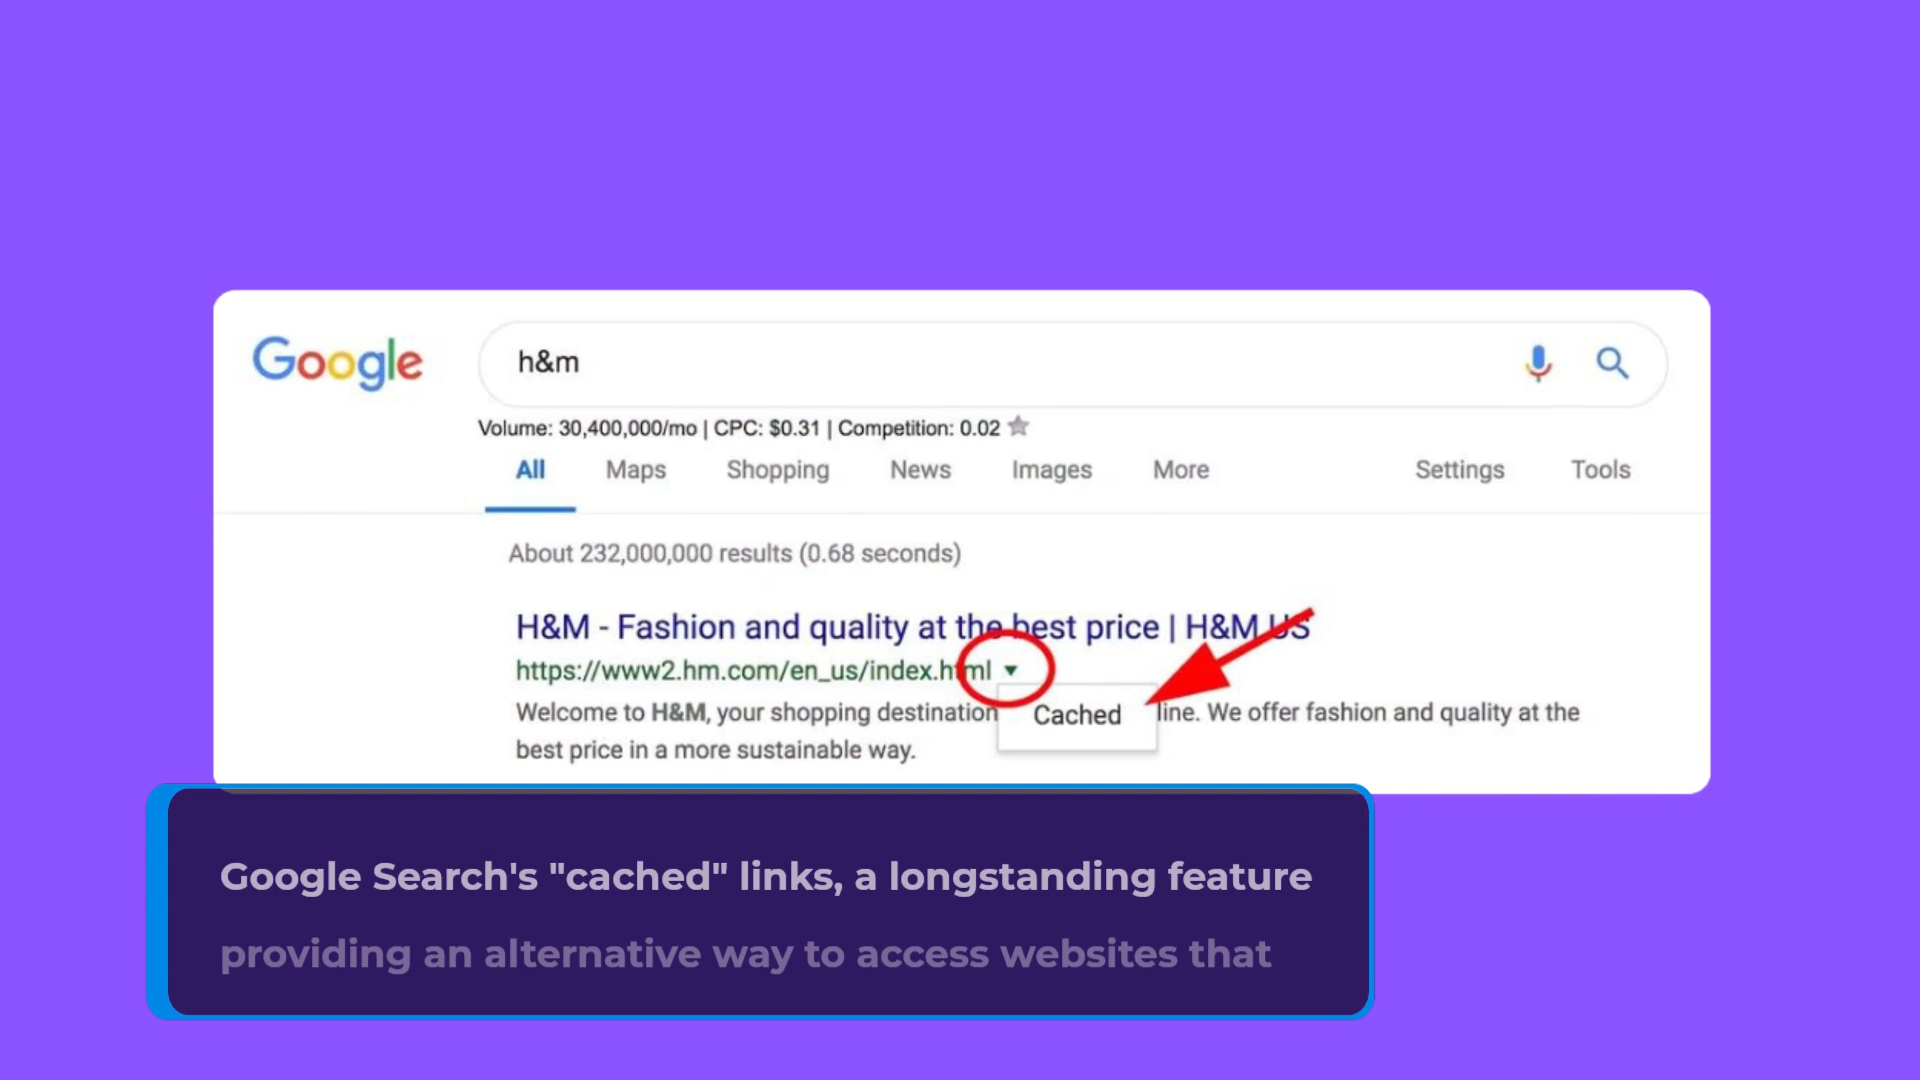 Google
h&m
Volume: 30,400,000/mo | CPC: $0.31 | Competition: 0.02
All Maps Shopping News Images More Settings Tools
About 232,000,000 results (0.68 seconds)
H&M - Fashion and quality at the best price | H&M US
https://www2.hm.com/en_us/index.html
Cached
Welcome to H&M, your shopping destination line. We offer fashion and quality at the
best price in a more sustainable way.
Google Search's "cached" links, a longstanding feature
providing an alternative way to access websites that